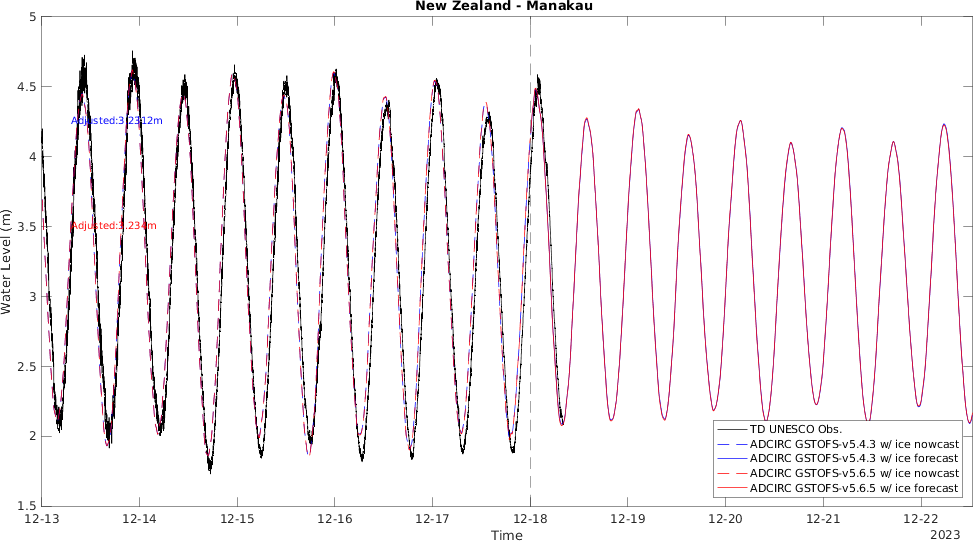 New Zealand - Manakau
5
4.5
4
3.5
3
2.5
2
1.5
Water Level (m)
Adjusted:3.2312m
Adjusted:3.234m
TD UNESCO Obs.
ADCIRC GSTOFS-v5.4.3 w/ ice nowcast
ADCIRC GSTOFS-v5.4.3 w/ ice forecast
ADCIRC GSTOFS-v5.6.5 w/ ice nowcast
ADCIRC GSTOFS-v5.6.5 w/ ice forecast
12-13 12-14 12-15 12-16 12-17 12-18 12-19 12-20 12-21 12-22
Time
2023